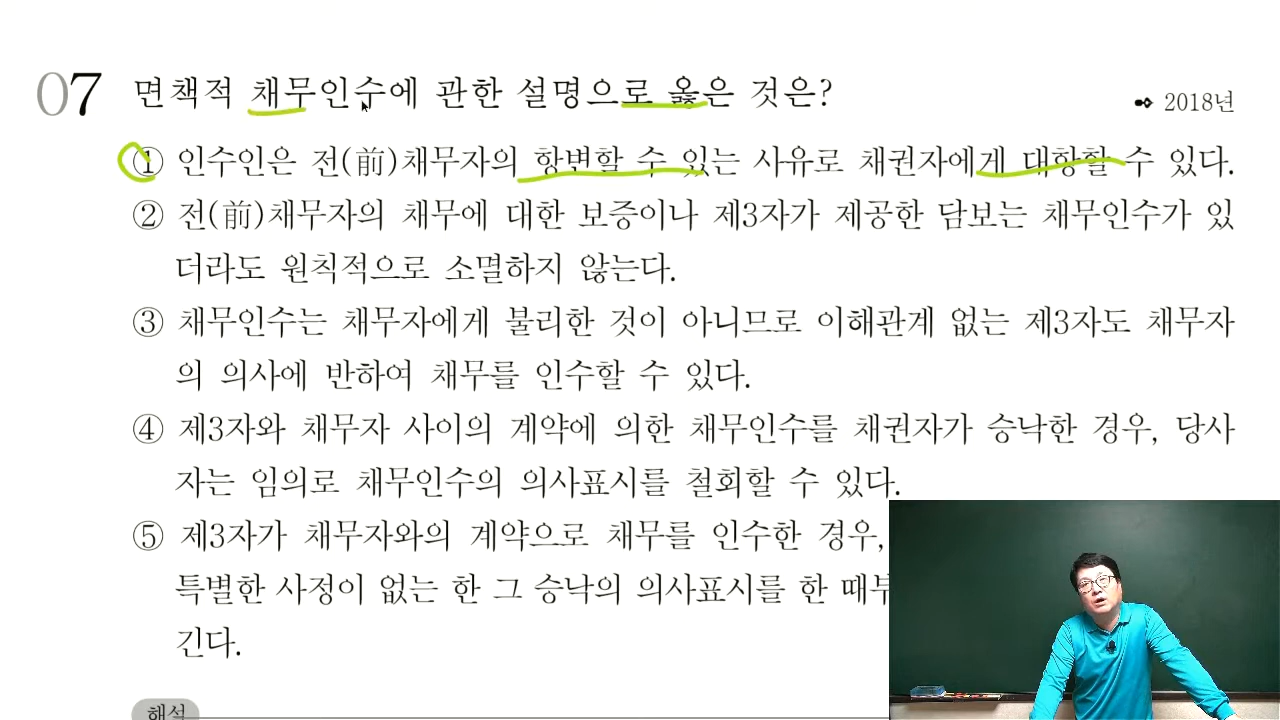 07 면책적 채무인수에 관한 설명으로 옳은 것은?
2018년
① 인수인은 전(前)채무자의 항변할 수 있는 사유로 채권자에게 대항할 수 있다.
② 전(前)채무자의 채무에 대한 보증이나 제3자가 제공한 담보는 채무인수가 있
더라도 원칙적으로 소멸하지 않는다.
③ 채무인수는 채무자에게 불리한 것이 아니므로 이해관계 없는 제3자도 채무자
의 의사에 반하여 채무를 인수할 수 있다.
④ 제3자와 채무자 사이의 계약에 의한 채무인수를 채권자가 승낙한 경우, 당사
자는 임의로 채무인수의 의사표시를 철회할 수 있다.
⑤ 제3자가 채무자와의 계약으로 채무를 인수한 경우,
특별한 사정이 없는 한 그 승낙의 의사표시를 한 때부
긴다.
해설